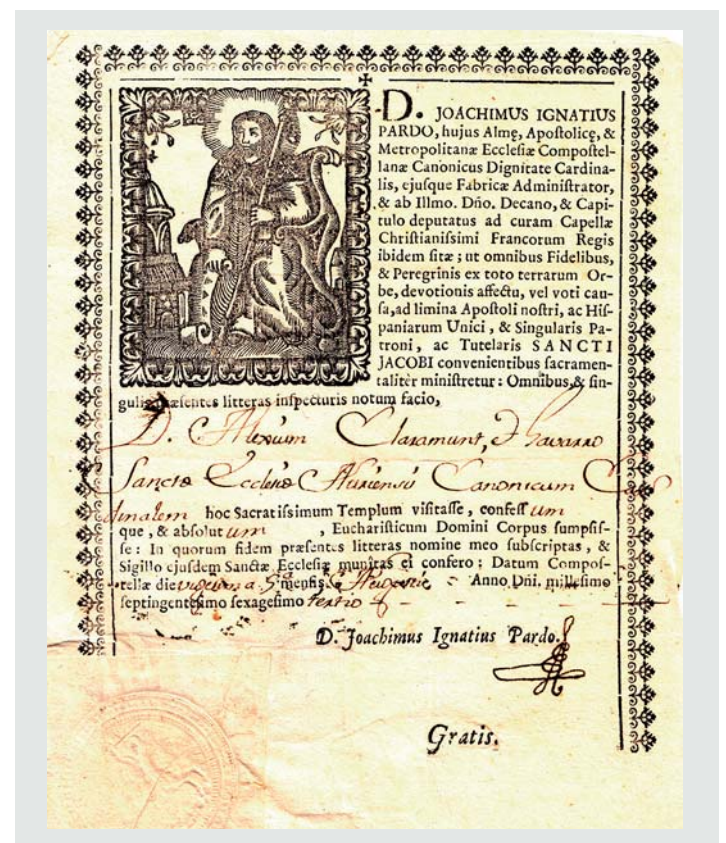 D. JOACHIMUS IGNATIUS
PARDO, hujus Almę, Apoſtolicę, &
Metropolitanæ Eccleſiæ Compoſtel-
lanæ Canonicus Dignitate Cardina-
lis, ejuſque Fabricæ Adminiſtrator,
& ab Illmo. Dño. Decano, & Capi-
tulo deputatus ad curam Capellæ
Chriſtianiſsimi Francorum Regis
ibidem ſitæ; ut omnibus Fidelibus,
& Peregrinis ex toto terrarum Or-
be, devotionis affectu, vel voti cau-
ſa, ad limina Apoſtoli noſtri, ac Hiſ-
paniarum Unici, & Singularis Pa-
troni, ac Tutelaris SANCTI
JACOBI convenientibus ſacramen-
taliter miniſtretur: Omnibus, & ſin-
gulis præſentes litteras inſpecturis notum facio,
D. Alexium Claramunt, Navarro
Sanctæ Ecclesiæ Auriensis Canonicum
dinalem hoc Sacratiſsimum Templum viſitaſſe, confeſſum
que, & abſolutum, Euchariſticum Domini Corpus ſumpſiſ-
ſe: In quorum fidem præſentes litteras nomine meo ſubſcriptas, &
Sigillo ejuſdem Sanctæ Eccleſiæ munitas ei confero: Datum Compoſ-
tellæ die menſis Anno Dñi. milleſimo
ſeptingenteſimo ſexageſimo tertio
D. Joachimus Ignatius Pardo.
Gratis.